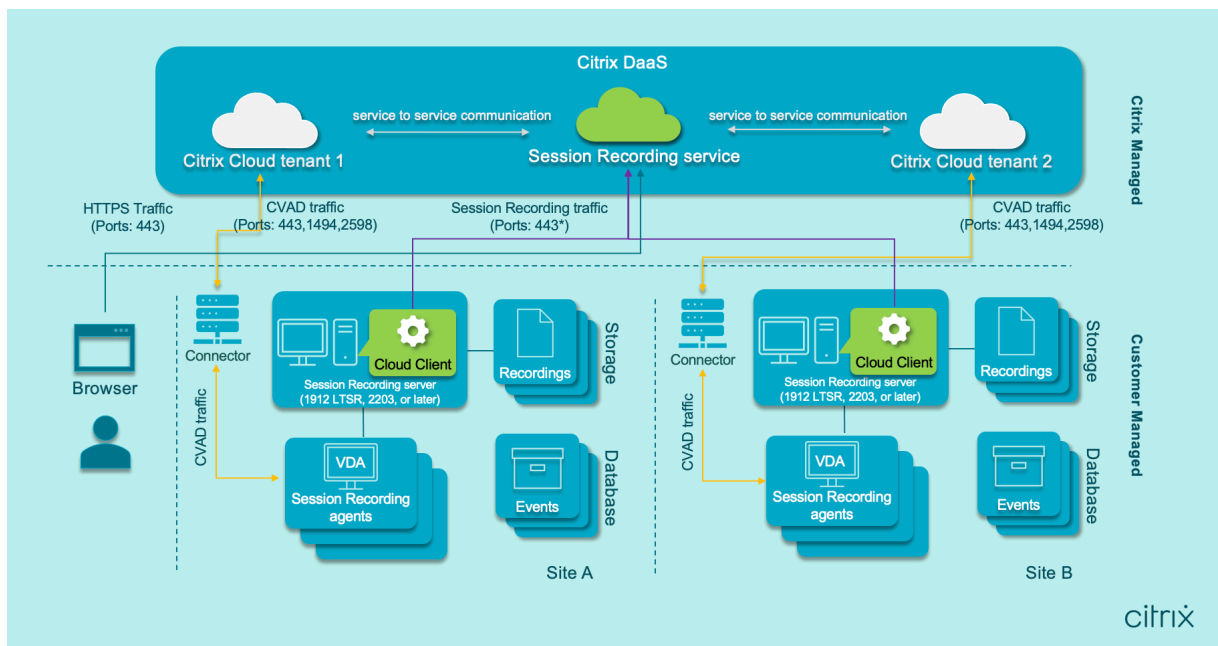 Citrix DaaS
service to service communication
service to service communication
Citrix Cloud tenant 1
Session Recording service
Citrix Cloud tenant 2
Citrix Managed
HTTPS Traffic
(Ports: 443)
CVAD traffic
(Ports: 443,1494,2598)
Session Recording traffic
(Ports: 443*)
CVAD traffic
(Ports: 443,1494,2598)
Browser
Connector
Cloud Client
Session Recording server
(1912 LTSR, 2203, or later)
Recordings
Storage
CVAD traffic
VDA
Session Recording
agents
Events
Database
Site A
Connector
Cloud Client
Session Recording server
(1912 LTSR, 2203, or later)
Recordings
Storage
CVAD traffic
VDA
Session Recording
agents
Events
Database
Site B
Customer Managed
citrix